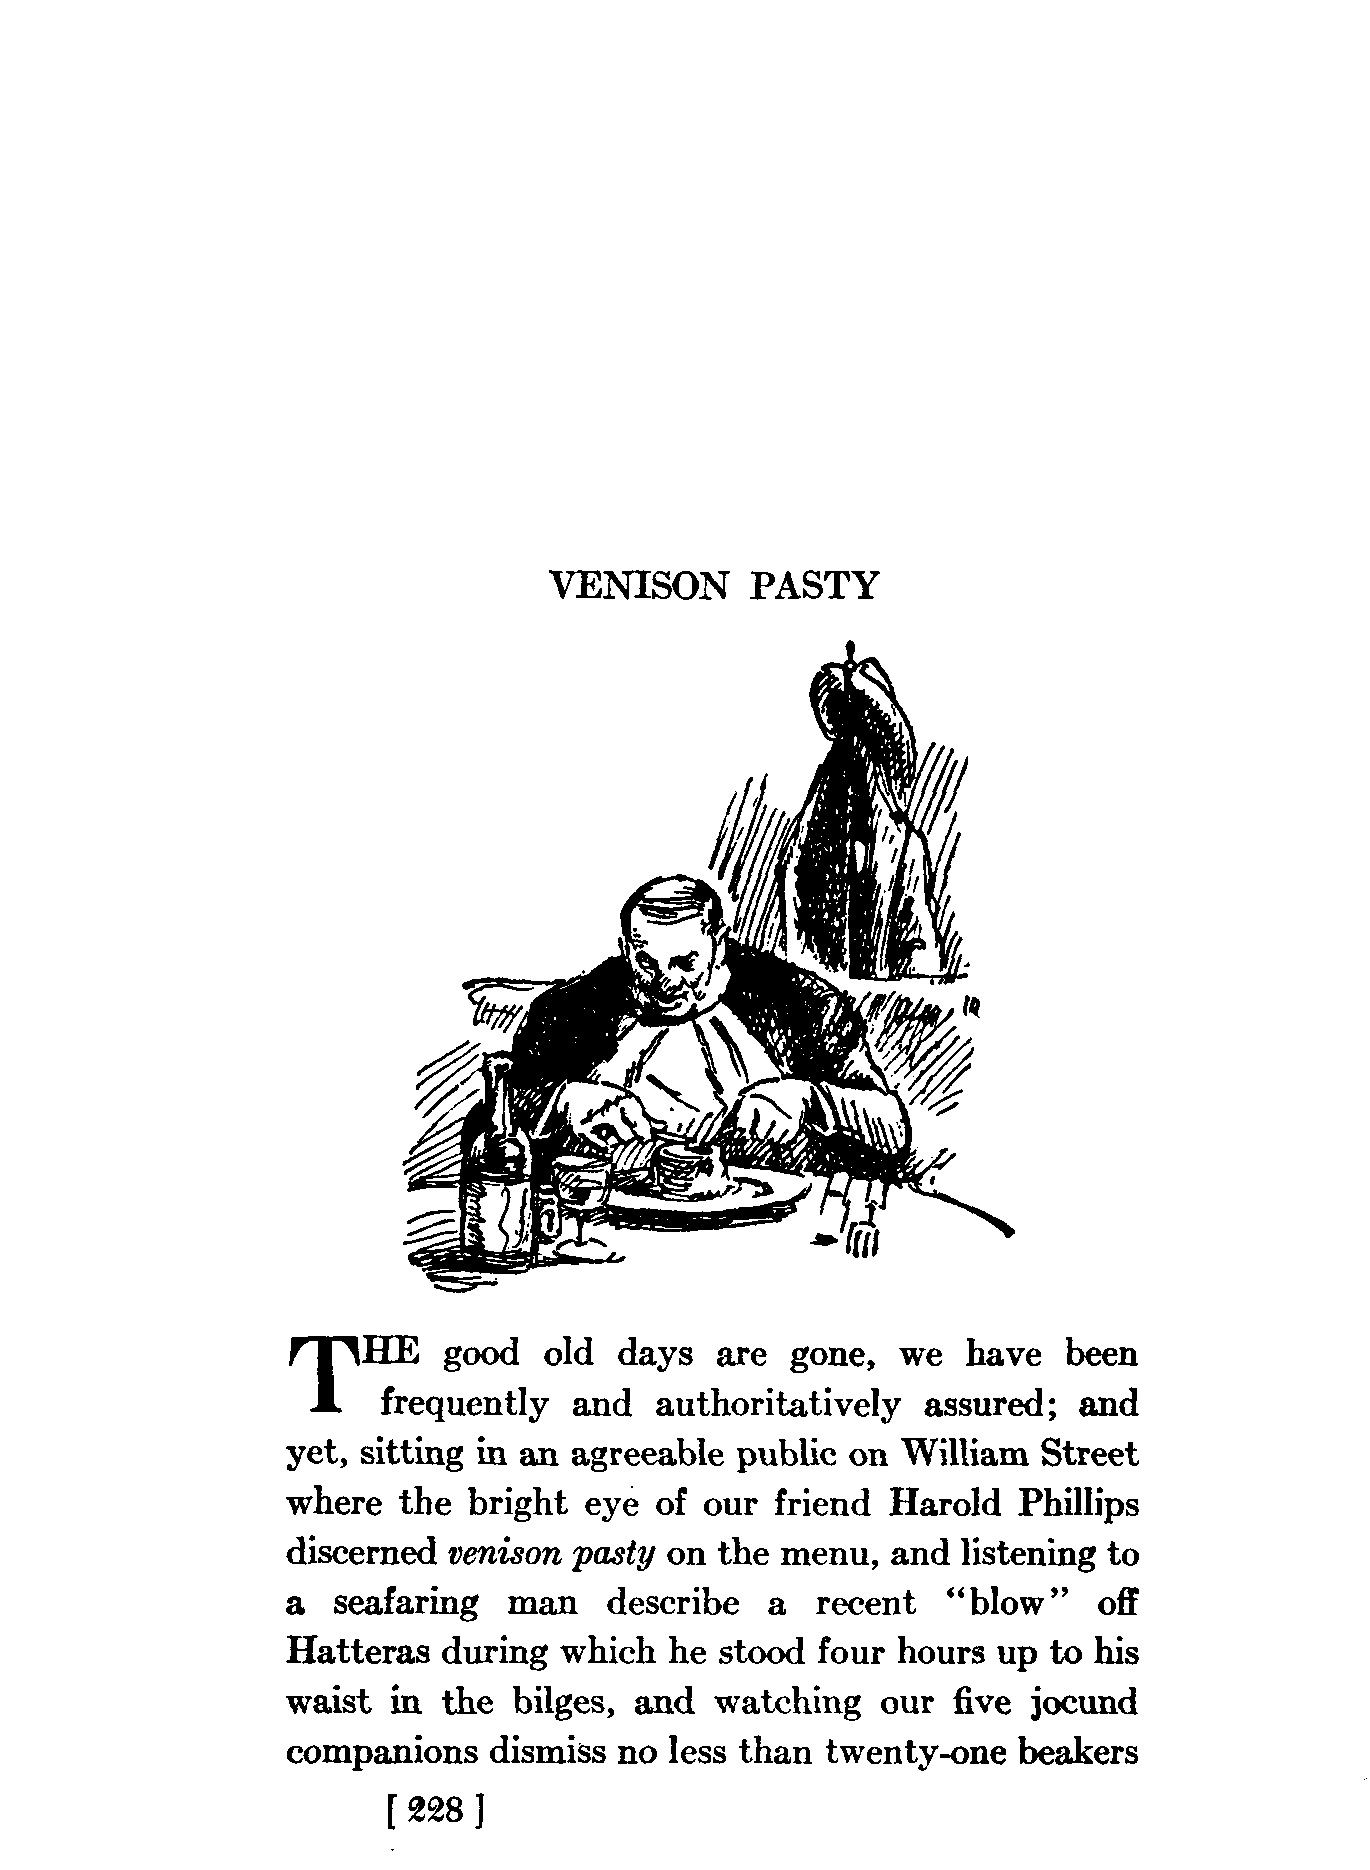 VENISON PASTY
THE good old days are gone, we have been
frequently and authoritatively assured; and
yet, sitting in an agreeable public on William Street
where the bright eye of our friend Harold Phillips
discerned venison pasty on the menu, and listening to
a seafaring man describe a recent “blow” off
Hatteras during which he stood four hours up to his
waist in the bilges, and watching our five jocund
companions dismiss no less than twenty-one beakers
[ 228 ]